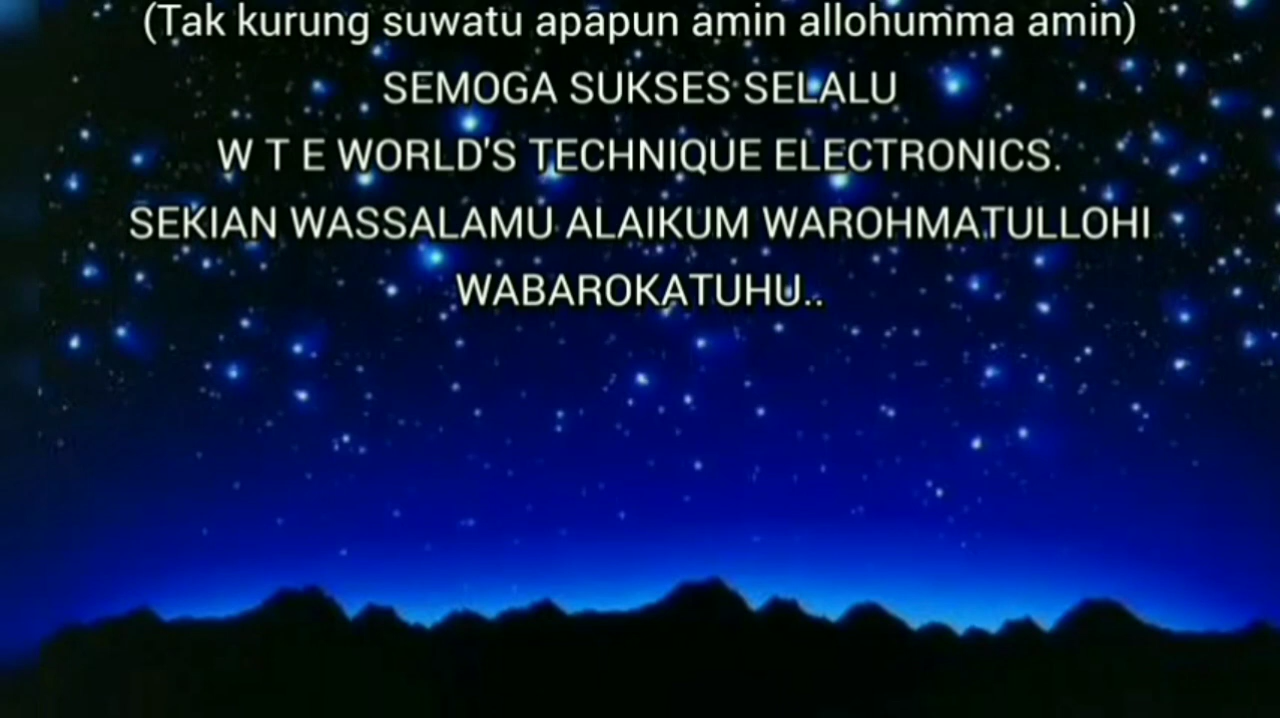 (Tak kurung suwatu apapun amin allohumma amin)
SEMOGA SUKSES SELALU
W T E WORLD'S TECHNIQUE ELECTRONICS.
SEKIAN WASSALAMU ALAIKUM WAROHMATULLOHI
WABAROKATUHU..